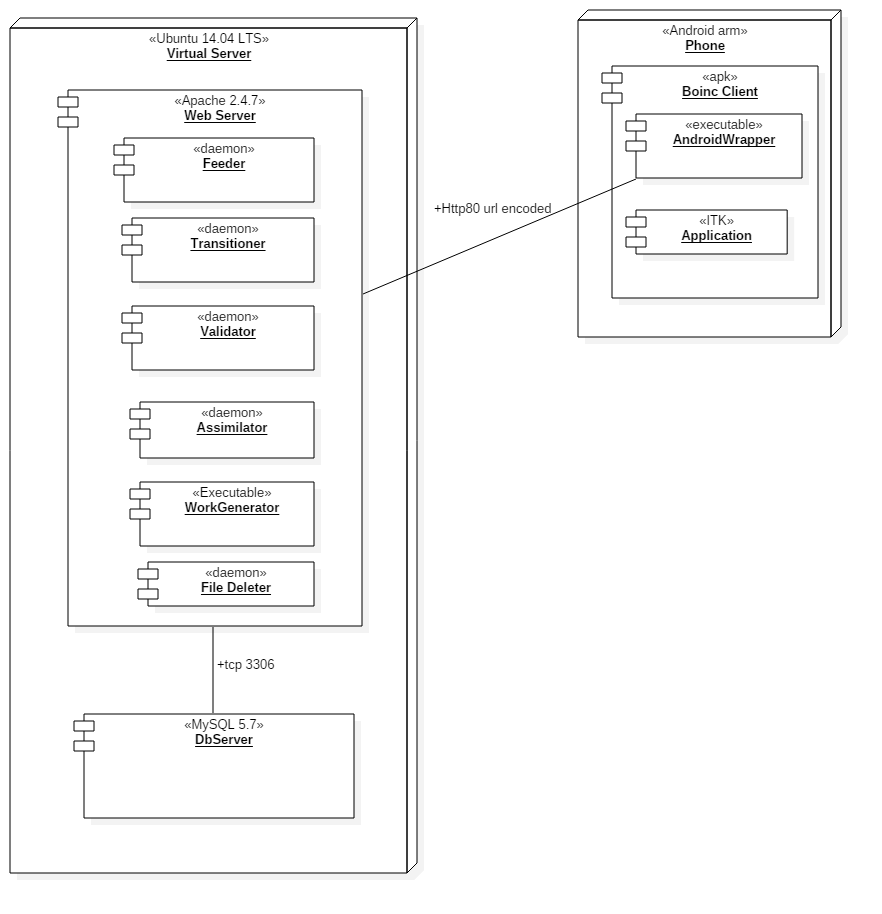 «Ubuntu 14.04 LTS»
Virtual Server
«Apache 2.4.7»
Web Server
«daemon»
Feeder
«daemon»
Transitioner
«daemon»
Validator
«daemon»
Assimilator
«Executable»
WorkGenerator
«daemon»
File Deleter
+tcp 3306
«MySQL 5.7»
DbServer
+Http80 url encoded
«Android arm»
Phone
«apk»
Boinc Client
«executable»
AndroidWrapper
«ITK»
Application